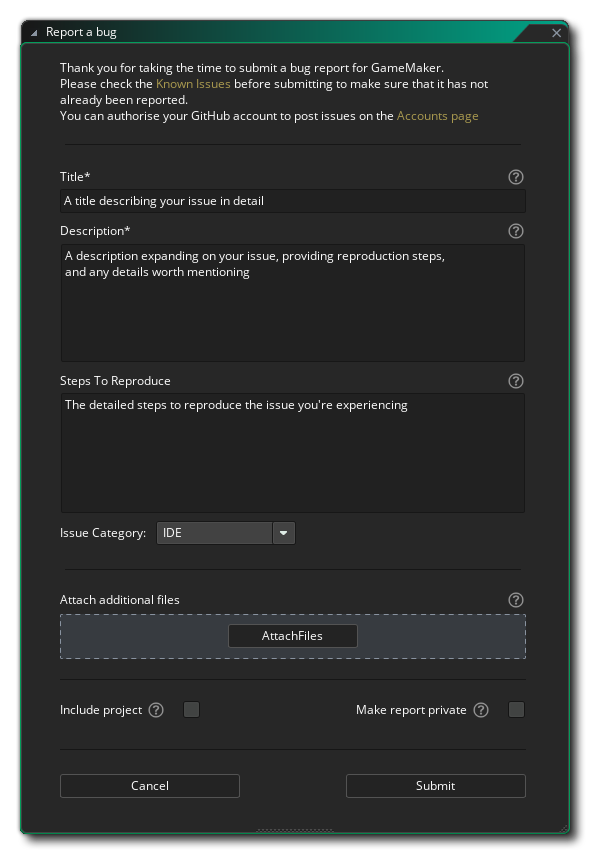 Report a bug
Thank you for taking the time to submit a bug report for GameMaker.
Please check the Known Issues before submitting to make sure that it has not
already been reported.
You can authorise your GitHub account to post issues on the Accounts page
Title*
A title describing your issue in detail
Description*
A description expanding on your issue, providing reproduction steps,
and any details worth mentioning
Steps To Reproduce
The detailed steps to reproduce the issue you're experiencing
Issue Category: IDE
Attach additional files
AttachFiles
Include project Make report private
Cancel Submit